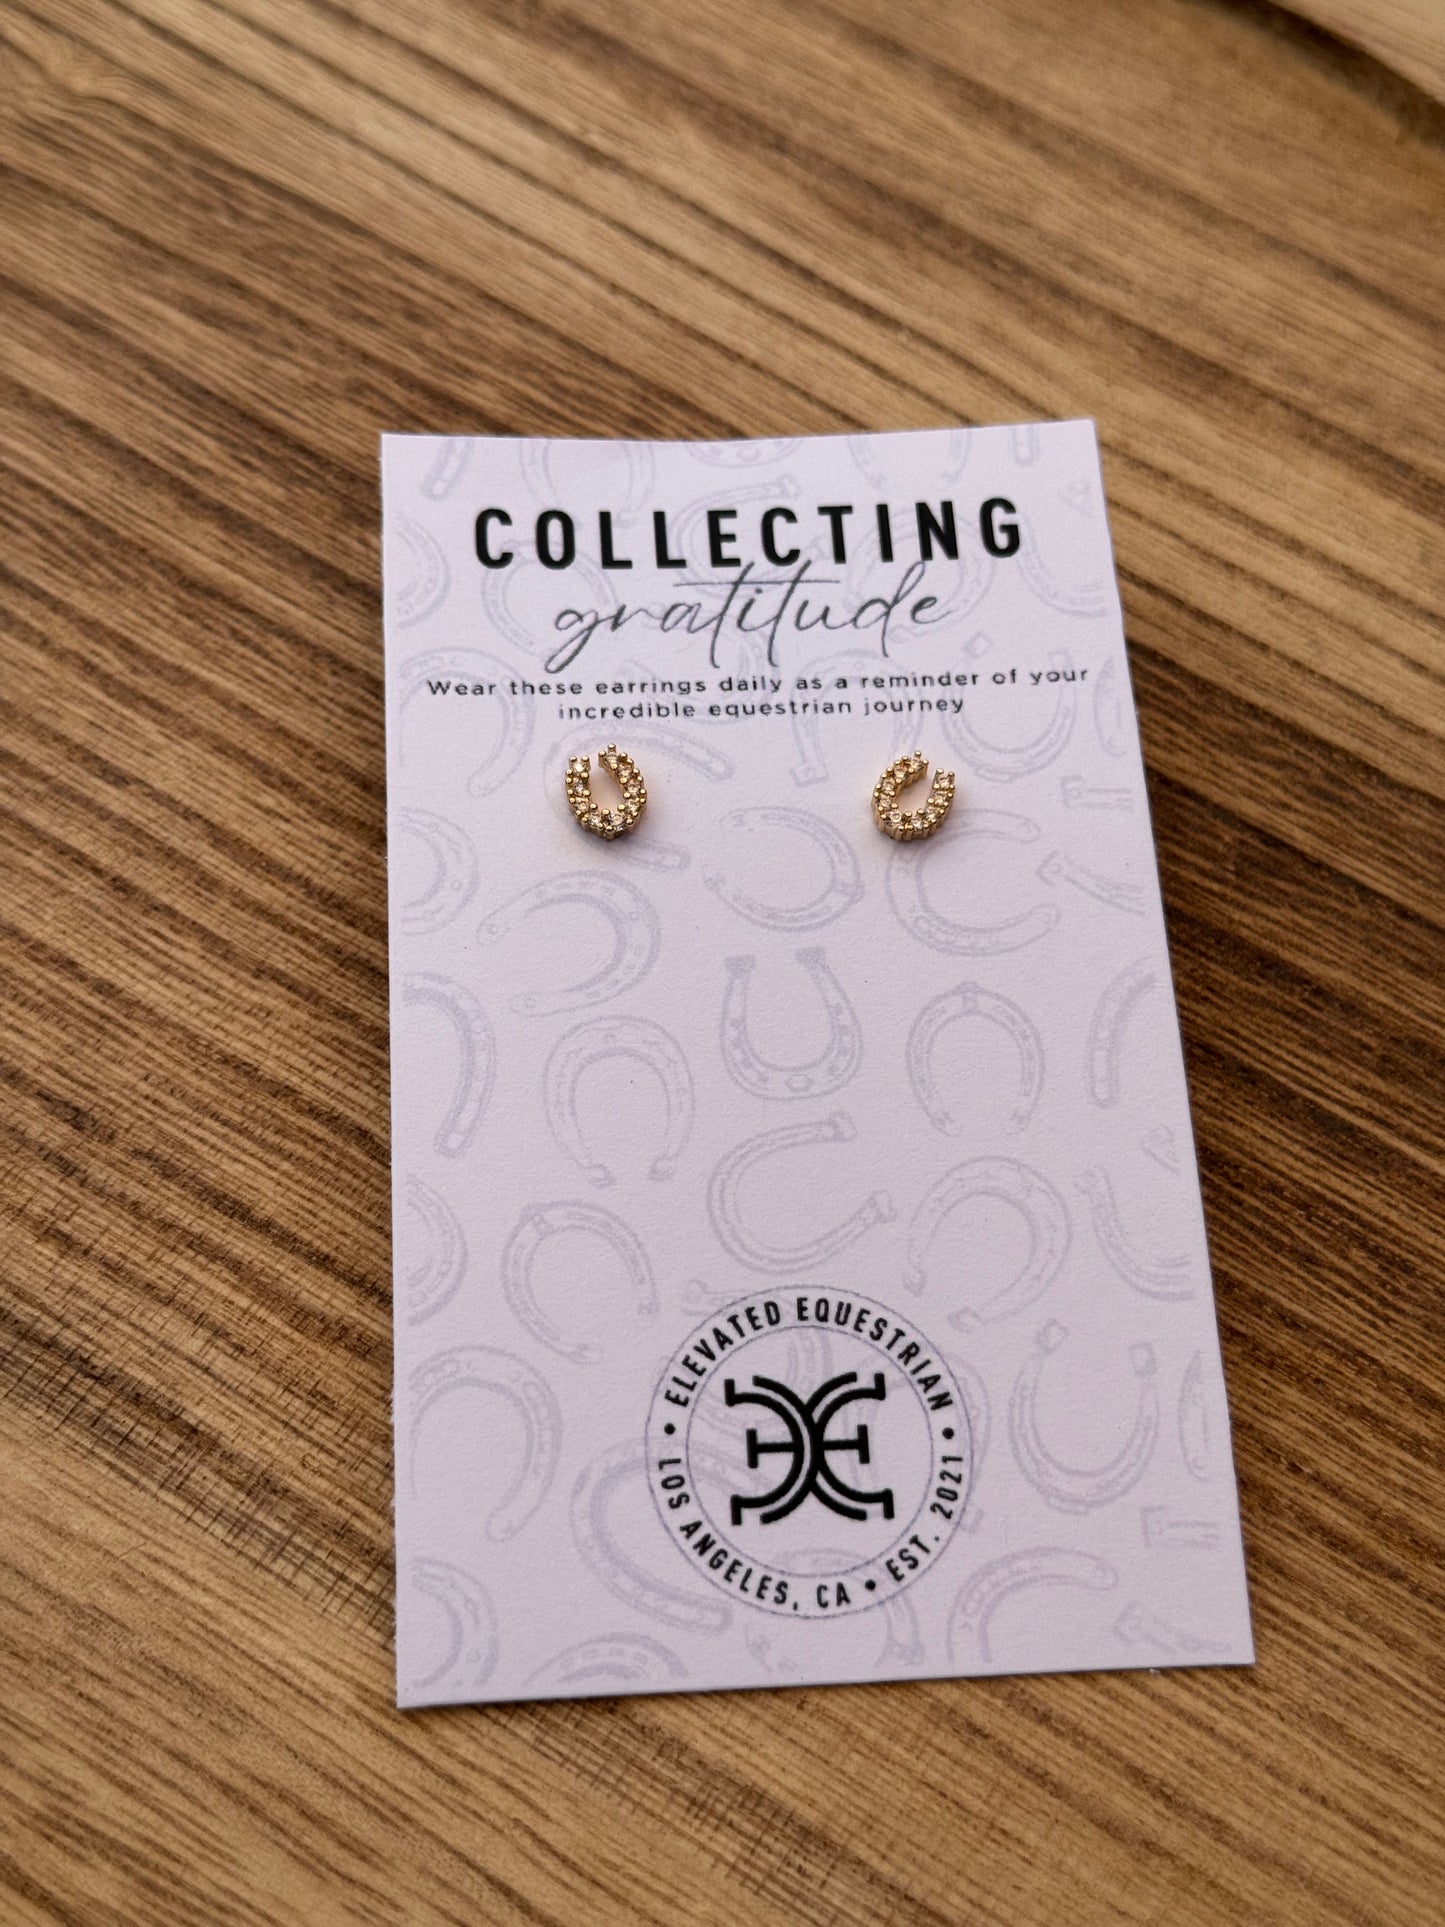 COLLECTING
gratitude
Wear these earrings daily as a reminder of your
incredible equestrian journey
• ELEVATED EQUESTRIAN •
LOS ANGELES, CA • EST. 2021